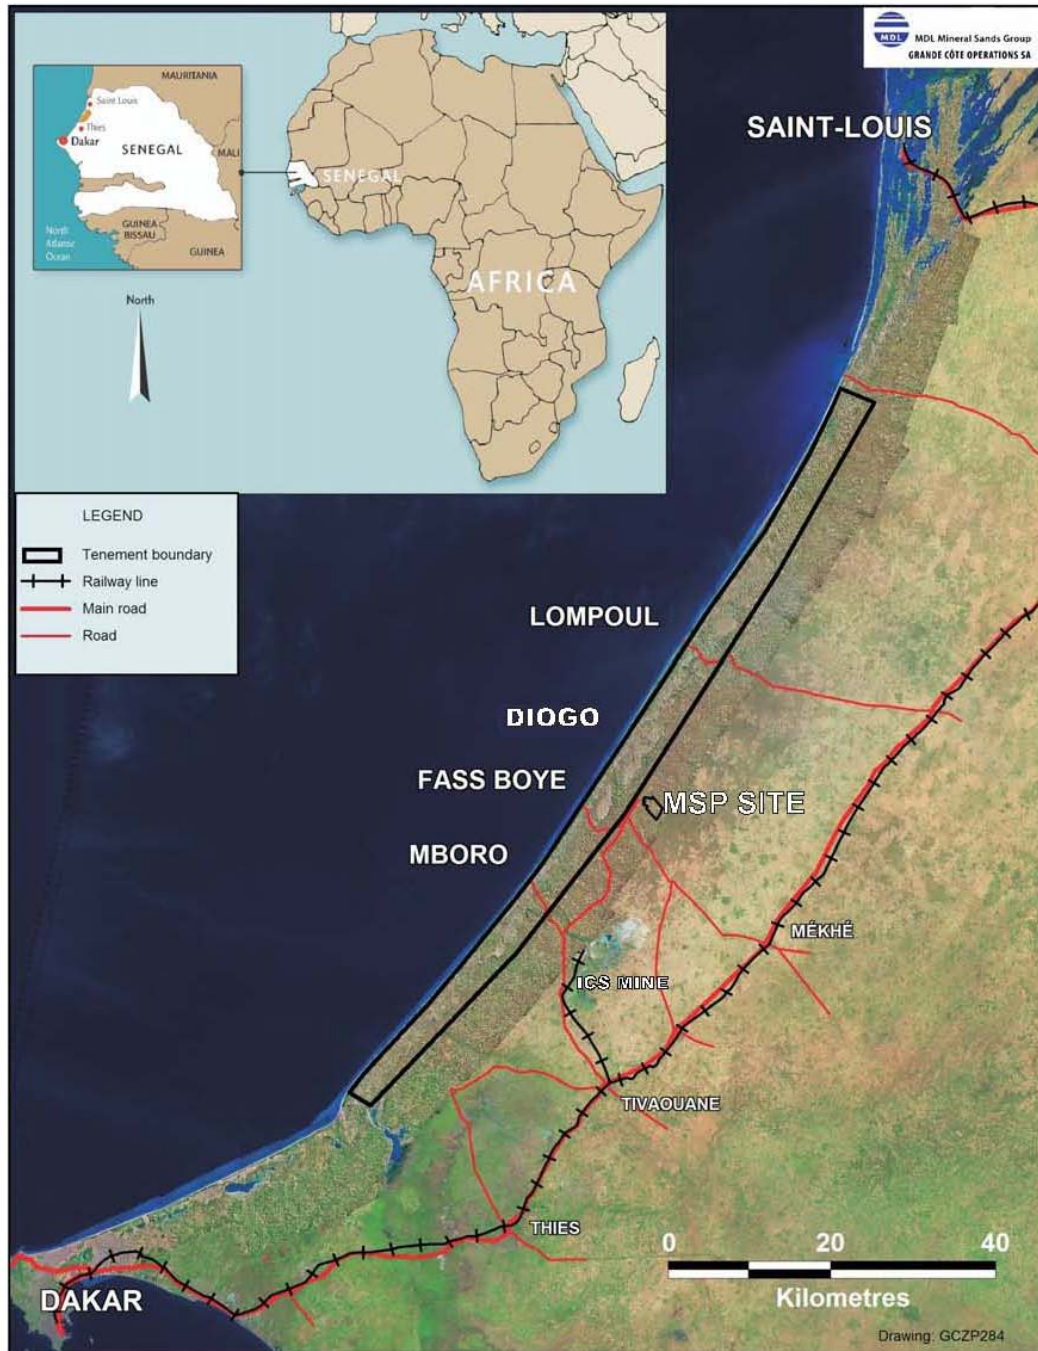 MDL
MDL Mineral Sands Group
GRANDE CÔTE OPERATIONS SA
MAURITANIA
Saint Louis
Thies
Dakar
SENEGAL
MALI
GUINEA
BISSAU
North
Atlantic
Ocean
GUINEA
SENEGAL
AFRICA
North
SAINT-LOUIS
LEGEND
Tenement boundary
Railway line
Main road
Road
LOMPOUL
DIOGO
FASS BOYE
MSP SITE
MBORO
MÉKHÉ
ICS MINE
TIVAOUANE
THIES
DAKAR
0 20 40
Kilometres
Drawing: GCZP284